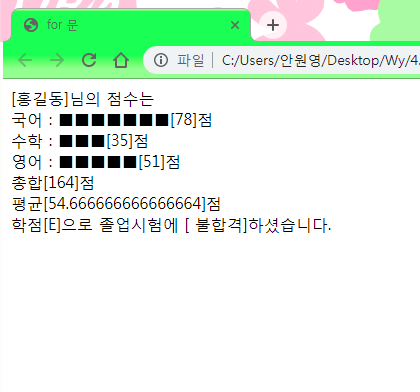 for 문
파일 | C:/Users/안원영/Desktop/Wy/4.
[홍길동]님의 점수는
국어 : ■■■■■■■[78]점
수학 : ■■■[35]점
영어 : ■■■■■[51]점
총합[164]점
평균[54.666666666666664]점
학점[E]으로 졸업시험에 [ 불합격]하셨습니다.